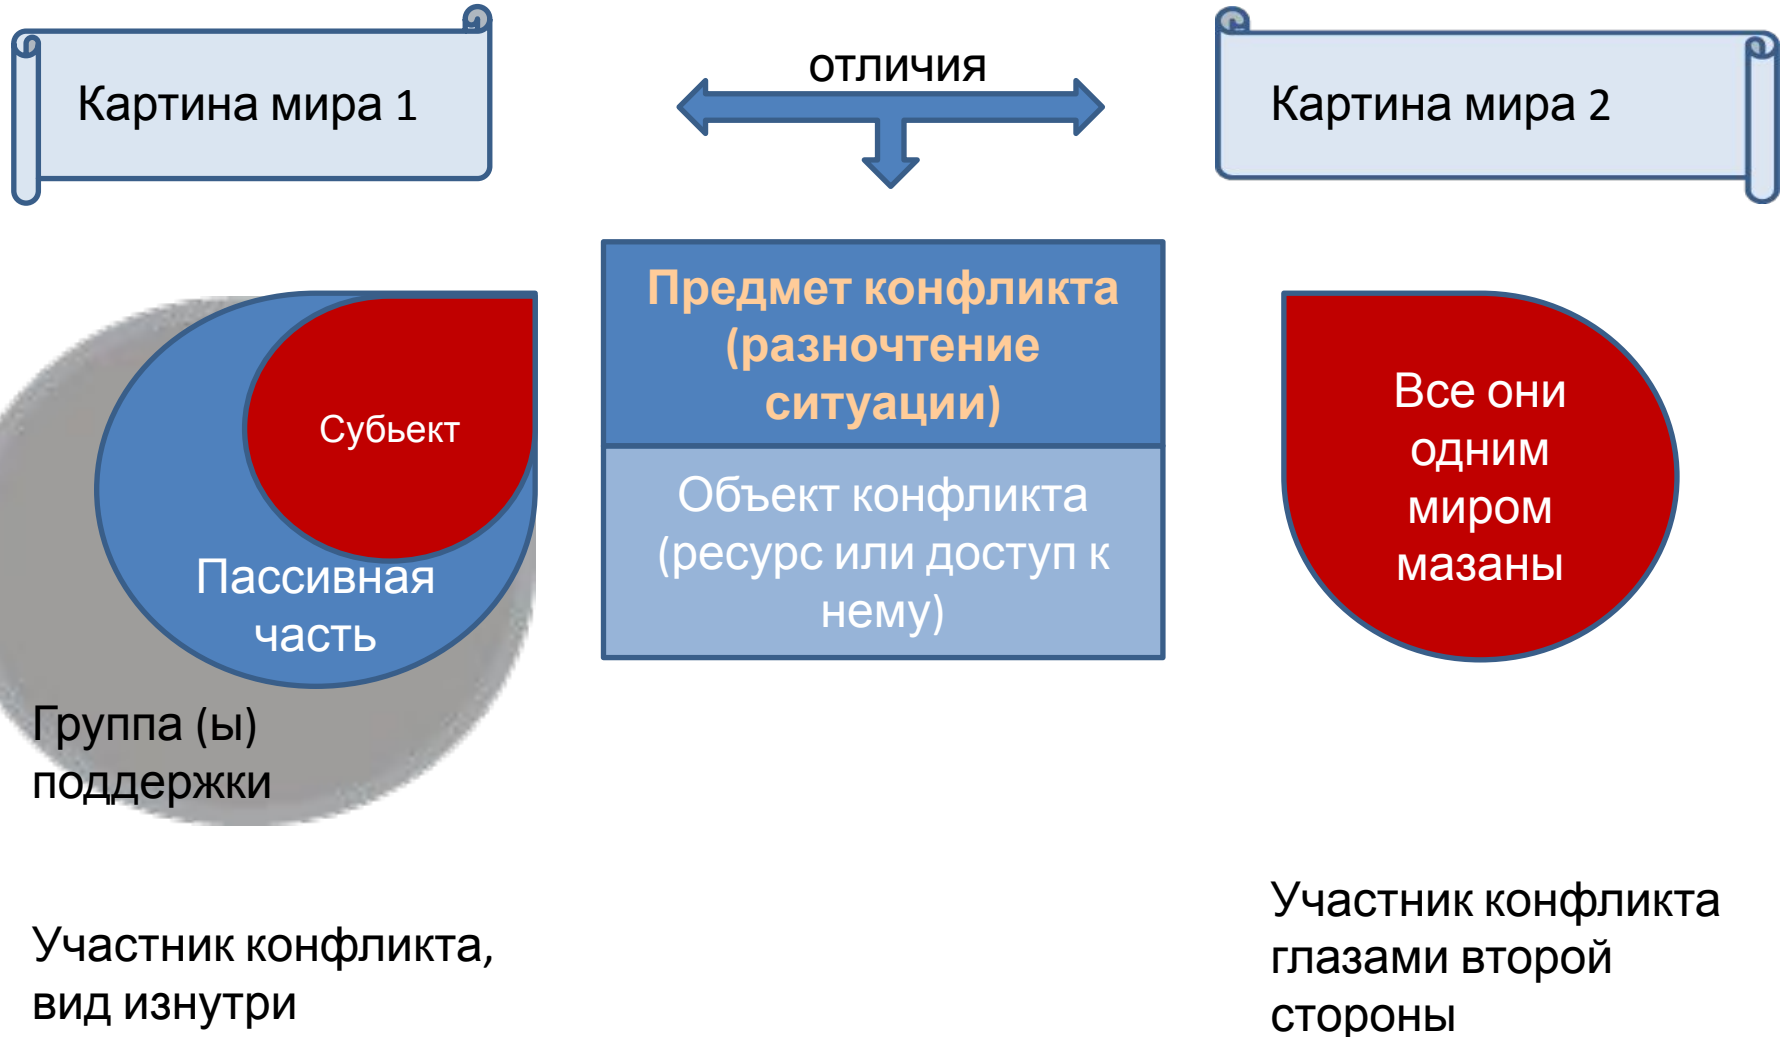 Картина мира 1
отличия
Картина мира 2
Предмет конфликта
(разночтение
ситуации)
Объект конфликта
(ресурс или доступ к
нему)
Субьект
Пассивная
часть
Группа (ы)
поддержки
Все они
одним
миром
мазаны
Участник конфликта,
вид изнутри
Участник конфликта
глазами второй
стороны